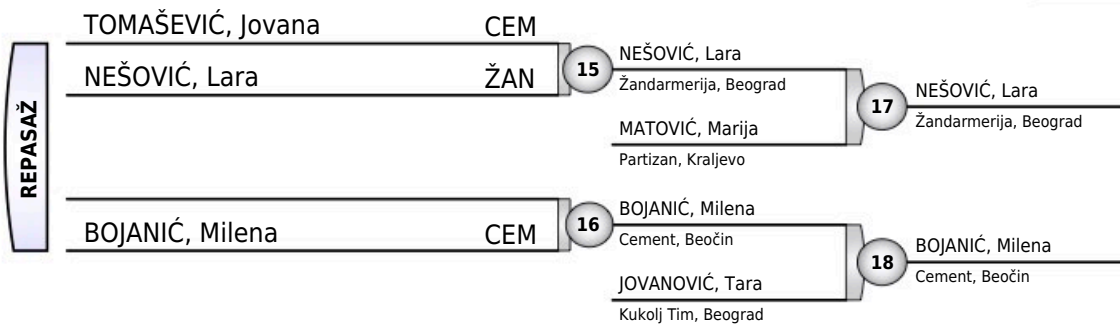 REPASAŽ
TOMAŠEVIĆ, Jovana CEM
NEŠOVIĆ, Lara ŽAN
15
NEŠOVIĆ, Lara
Žandarmerija, Beograd
MATOVIĆ, Marija
Partizan, Kraljevo
17
NEŠOVIĆ, Lara
Žandarmerija, Beograd
BOJANIĆ, Milena CEM
16
BOJANIĆ, Milena
Cement, Beočin
JOVANOVIĆ, Tara
Kukolj Tim, Beograd
18
BOJANIĆ, Milena
Cement, Beočin